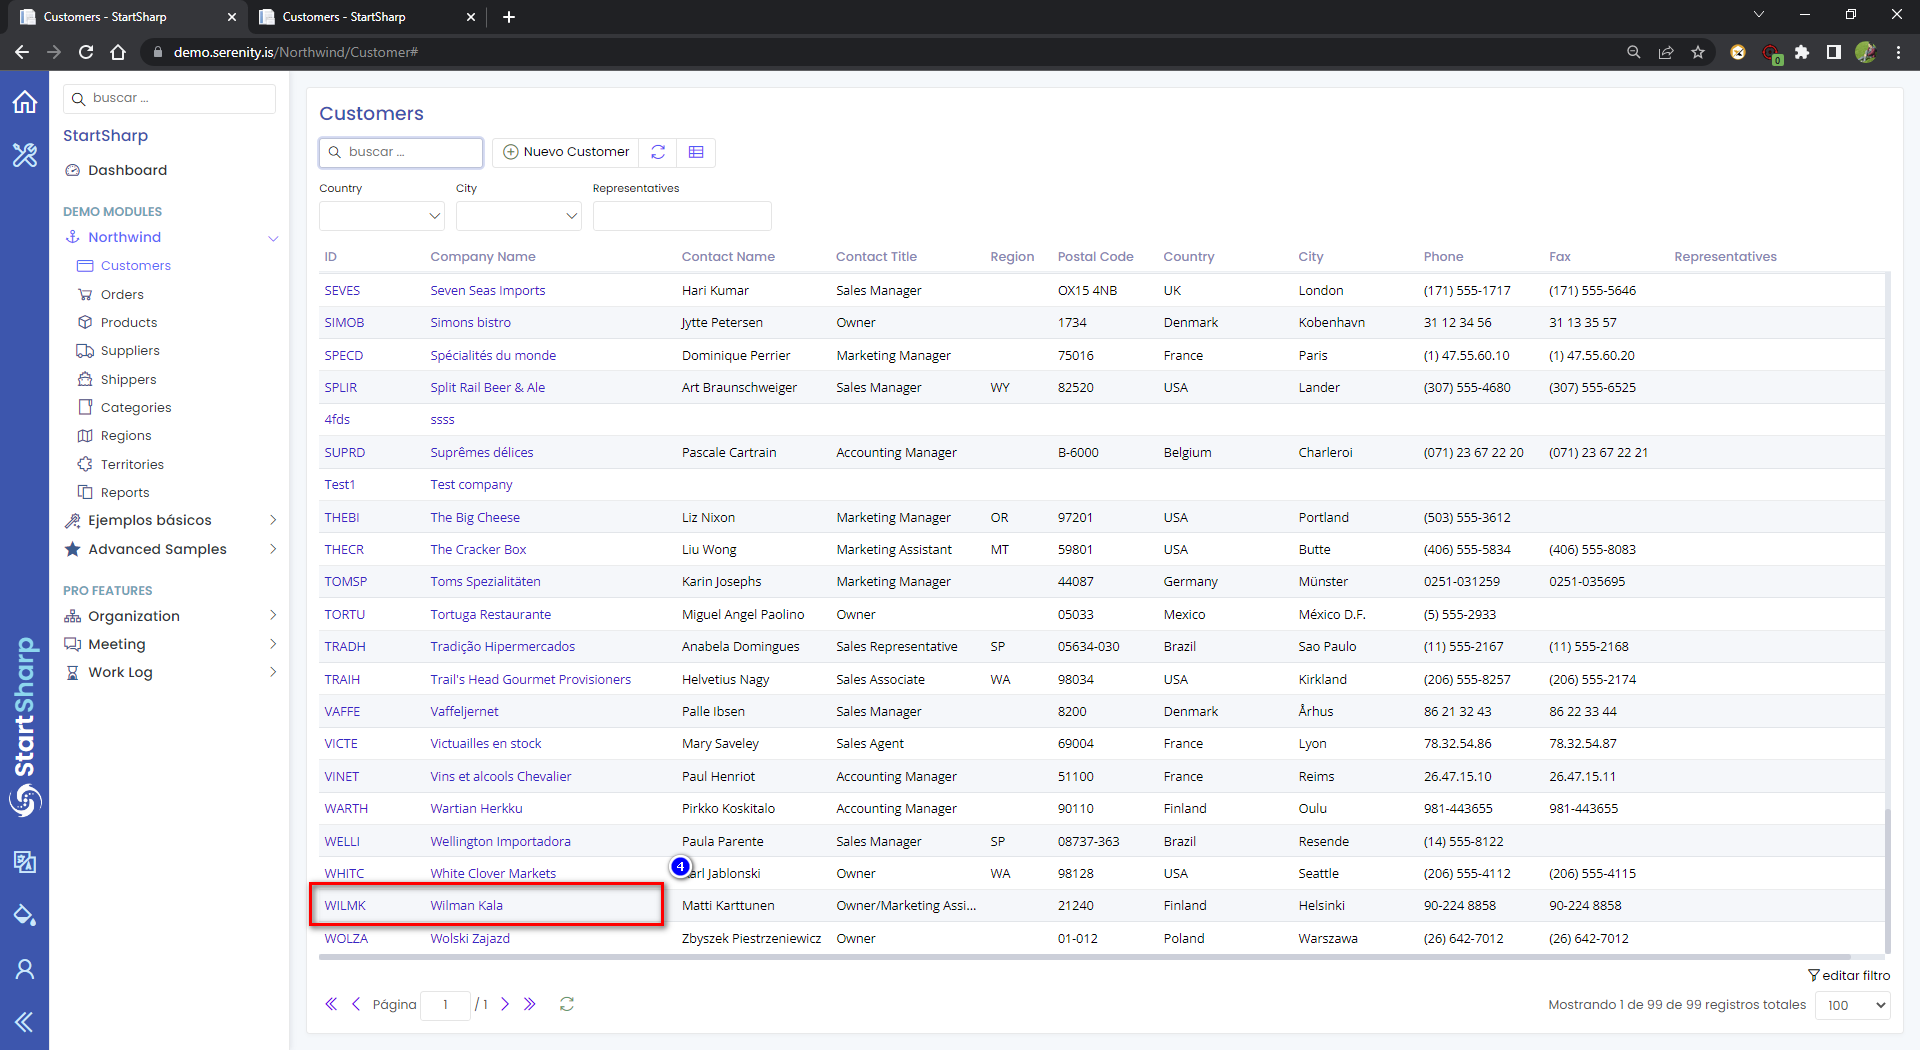 Customers - StartSharp
Customers - StartSharp
demo.serenity.is/Northwind/Customer#
0
buscar ...
StartSharp
Dashboard
DEMO MODULES
Northwind
Customers
Orders
Products
Suppliers
Shippers
Categories
Regions
Territories
Reports
Ejemplos básicos
Advanced Samples
PRO FEATURES
Organization
Meeting
Work Log
StartSharp
Customers
buscar ...
Nuevo Customer
Country City Representatives
ID Company Name Contact Name Contact Title Region Postal Code Country City Phone Fax Representatives
SEVES Seven Seas Imports Hari Kumar Sales Manager OX15 4NB UK London (171) 555-1717 (171) 555-5646
SIMOB Simons bistro Jytte Petersen Owner 1734 Denmark Kobenhavn 31 12 34 56 31 13 35 57
SPECD Spécialités du monde Dominique Perrier Marketing Manager 75016 France Paris (1) 47.55.60.10 (1) 47.55.60.20
SPLIR Split Rail Beer & Ale Art Braunschweiger Sales Manager WY 82520 USA Lander (307) 555-4680 (307) 555-6525
4fds ssss
SUPRD Suprêmes délices Pascale Cartrain Accounting Manager B-6000 Belgium Charleroi (071) 23 67 22 20 (071) 23 67 22 21
Test1 Test company
THEBI The Big Cheese Liz Nixon Marketing Manager OR 97201 USA Portland (503) 555-3612
THECR The Cracker Box Liu Wong Marketing Assistant MT 59801 USA Butte (406) 555-5834 (406) 555-8083
TOMSP Toms Spezialitäten Karin Josephs Marketing Manager 44087 Germany Münster 0251-031259 0251-035695
TORTU Tortuga Restaurante Miguel Angel Paolino Owner 05033 Mexico México D.F. (5) 555-2933
TRADH Tradição Hipermercados Anabela Domingues Sales Representative SP 05634-030 Brazil Sao Paulo (11) 555-2167 (11) 555-2168
TRAIH Trail's Head Gourmet Provisioners Helvetius Nagy Sales Associate WA 98034 USA Kirkland (206) 555-8257 (206) 555-2174
VAFFE Vaffeljernet Palle Ibsen Sales Manager 8200 Denmark Århus 86 21 32 43 86 22 33 44
VICTE Victuailles en stock Mary Saveley Sales Agent 69004 France Lyon 78.32.54.86 78.32.54.87
VINET Vins et alcools Chevalier Paul Henriot Accounting Manager 51100 France Reims 26.47.15.10 26.47.15.11
WARTH Wartian Herkku Pirkko Koskitalo Accounting Manager 90110 Finland Oulu 981-443655 981-443655
WELLI Wellington Importadora Paula Parente Sales Manager SP 08737-363 Brazil Resende (14) 555-8122
4
WHITC White Clover Markets Jablonski Owner WA 98128 USA Seattle (206) 555-4112 (206) 555-4115
WILMK Wilman Kala Matti Karttunen Owner/Marketing Assi... 21240 Finland Helsinki 90-224 8858 90-224 8858
WOLZA Wolski Zajazd Zbyszek Piestrzeniewicz Owner 01-012 Poland Warszawa (26) 642-7012 (26) 642-7012
editar filtro
Página 1 / 1
Mostrando 1 de 99 de 99 registros totales 100